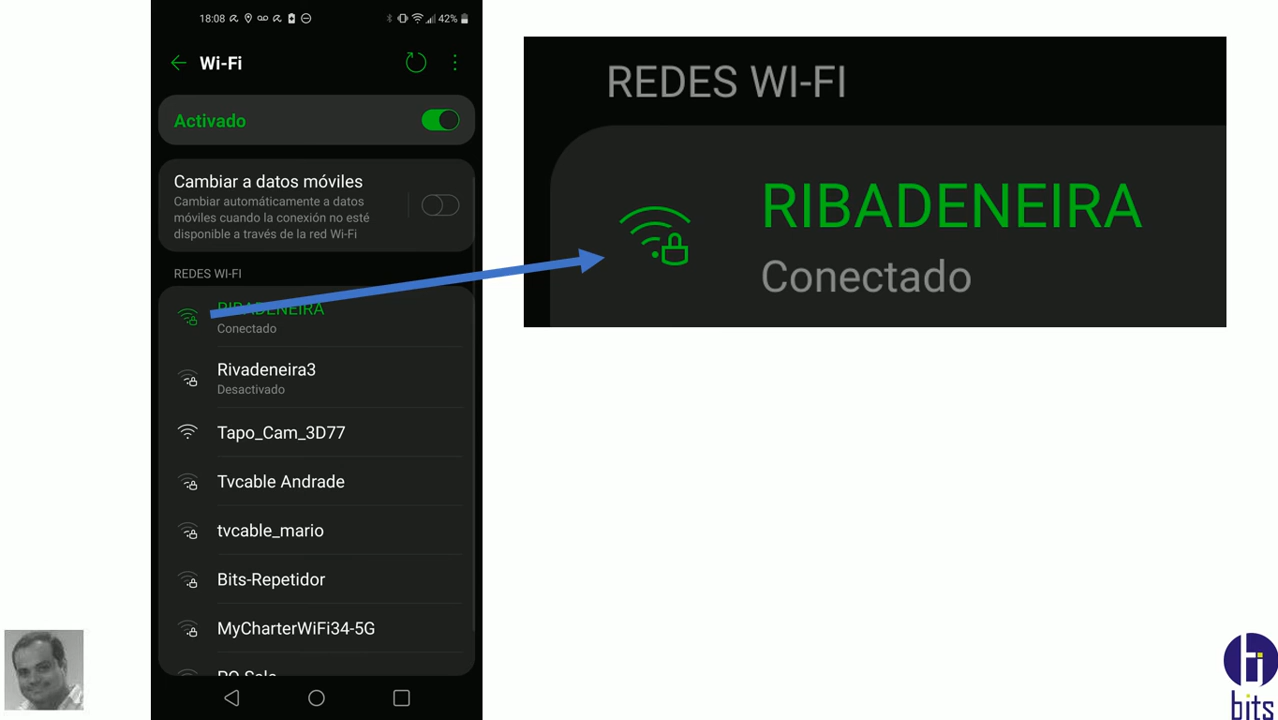 18:08
42%
Wi-Fi
Activado
Cambiar a datos móviles
Cambiar automáticamente a datos
móviles cuando la conexión no esté
disponible a través de la red Wi-Fi
REDES WI-FI
RIBADENEIRA
Conectado
Rivadeneira3
Desactivado
Tapo_Cam_3D77
Tvcable Andrade
tvcable_mario
Bits-Repetidor
MyCharterWiFi34-5G
REDES WI-FI
RIBADENEIRA
Conectado
bits